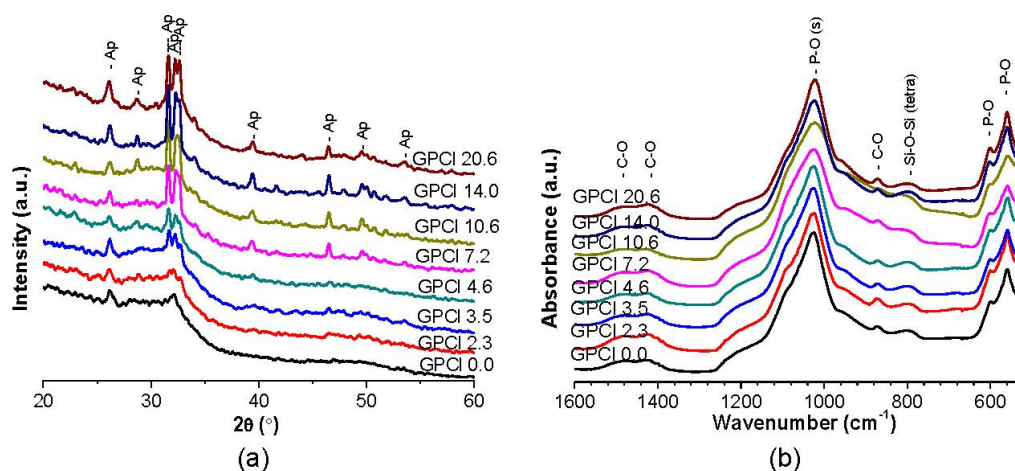 Ap
Ap
Ap
Ap
Ap
Ap
Ap
Ap
Ap
GPCl 20.6
GPCl 14.0
GPCl 10.6
GPCl 7.2
GPCl 4.6
GPCl 3.5
GPCl 2.3
GPCl 0.0
Intensity (a.u.)
20 30 40 50 60
2θ (°)
(a)
C-O
C-O
P-O (s)
C-O
Si-O-Si (tetra)
P-O
P-O
GPCl 20.6
GPCl 14.0
GPCl 10.6
GPCl 7.2
GPCl 4.6
GPCl 3.5
GPCl 2.3
GPCl 0.0
Absorbance (a.u.)
1600 1400 1200 1000 800 600
Wavenumber (cm⁻¹)
(b)